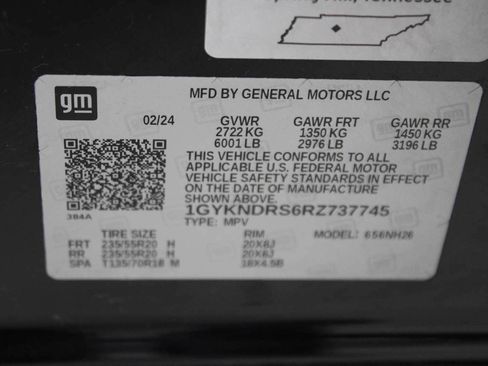 Tennessee
gm
MFD BY GENERAL MOTORS LLC
02/24 GVWR GAWR FRT GAWR RR
2722 KG 1350 KG 1450 KG
6001 LB 2976 LB 3196 LB
THIS VEHICLE CONFORMS TO ALL
APPLICABLE U.S. FEDERAL MOTOR
VEHICLE SAFETY STANDARDS IN EFFECT
ON THE DATE OF MANUFACTURE
SHOWN ABOVE.
384A
1GYKNDRS6RZ737745
TYPE: MPV MODEL: 6S6NH26
TIRE SIZE RIM
FRT 235/55R20 H 20X8J
RR 235/55R20 H 20X8J
SPA T135/70R18 M 18X4.5B